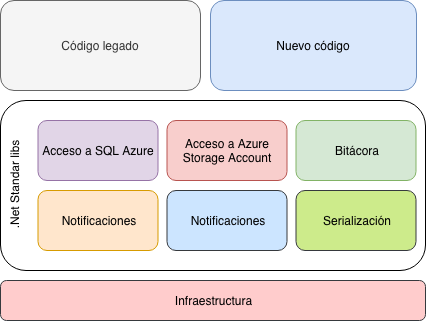 Código legado
Nuevo código
.Net Standar libs
Acceso a SQL Azure
Acceso a Azure
Storage Account
Bitácora
Notificaciones
Notificaciones
Serialización
Infraestructura